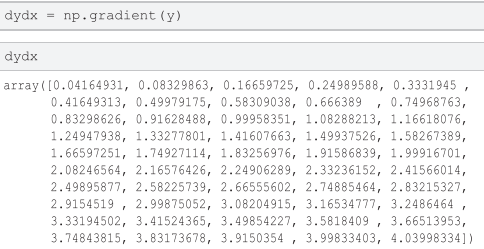 dydx = np.gradient(y)
dydx
array([0.04164931, 0.08329863, 0.16659725, 0.24989588, 0.3331945 ,
0.41649313, 0.49979175, 0.58309038, 0.666389  , 0.74968763,
0.83298626, 0.91628488, 0.99958351, 1.08288213, 1.16618076,
1.24947938, 1.33277801, 1.41607663, 1.49937526, 1.58267389,
1.66597251, 1.74927114, 1.83256976, 1.91586839, 1.99916701,
2.08246564, 2.16576426, 2.24906289, 2.33236152, 2.41566014,
2.49895877, 2.58225739, 2.66555602, 2.74885464, 2.83215327,
2.9154519 , 2.99875052, 3.08204915, 3.16534777, 3.2486464 ,
3.33194502, 3.41524365, 3.49854227, 3.5818409 , 3.66513953,
3.74843815, 3.83173678, 3.9150354 , 3.99833403, 4.03998334])